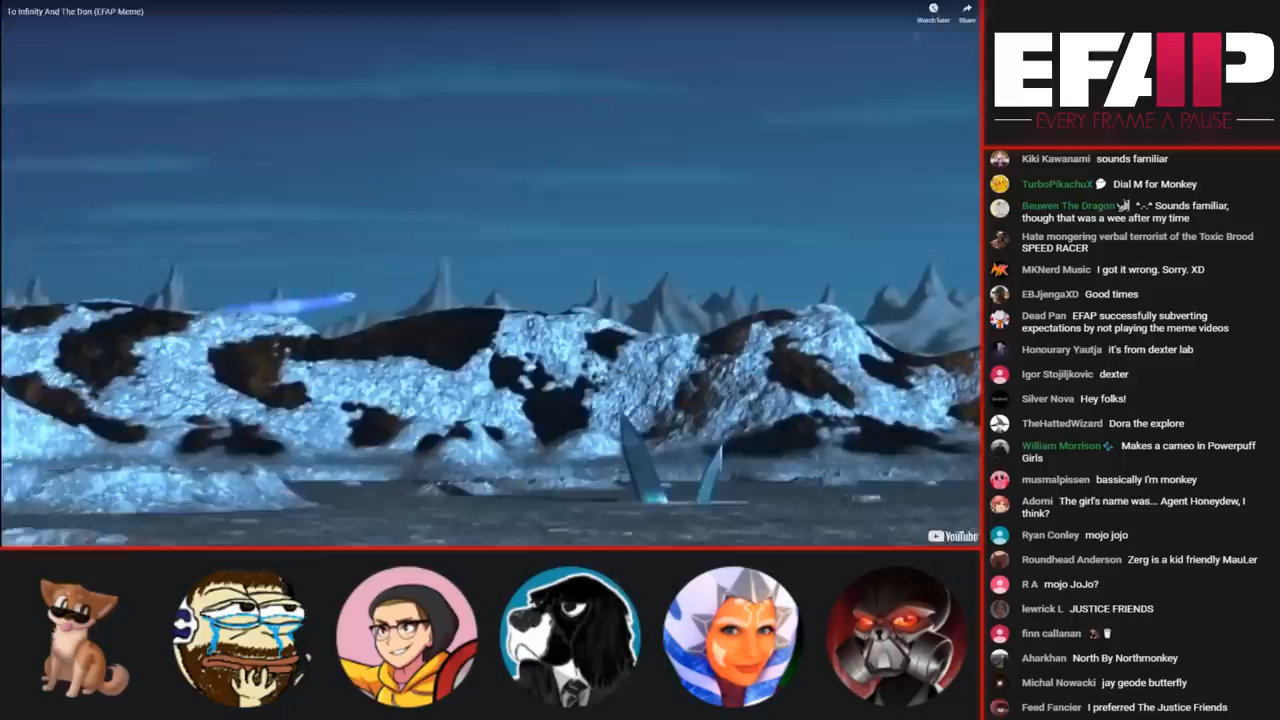 To Infinity And The Don (EFAP Meme)
Watch later
Share
YouTube
EFAP
EVERY FRAME A PAUSE
Kiki Kawanami sounds familiar
TurboPikachuX Dial M for Monkey
Beuwen The Dragon ^-.-^ Sounds familiar,
though that was a wee after my time
Hate mongering verbal terrorist of the Toxic Brood
SPEED RACER
MKNerd Music I got it wrong. Sorry. XD
EBJjengaXD Good times
Dead Pan EFAP successfully subverting
expectations by not playing the meme videos
Honourary Yautja it's from dexter lab
Igor Stojiljkovic dexter
Silver Nova Hey folks!
TheHattedWizard Dora the explore
William Morrison Makes a cameo in Powerpuff
Girls
musmalpissen bassically I'm monkey
Adomi The girl's name was... Agent Honeydew, I
think?
Ryan Conley mojo jojo
Roundhead Anderson Zerg is a kid friendly MauLer
R A mojo JoJo?
lewrick L JUSTICE FRIENDS
finn callanan
Aharkhan North By Northmonkey
Michal Nowacki jay geode butterfly
Feed Fancier I preferred The Justice Friends